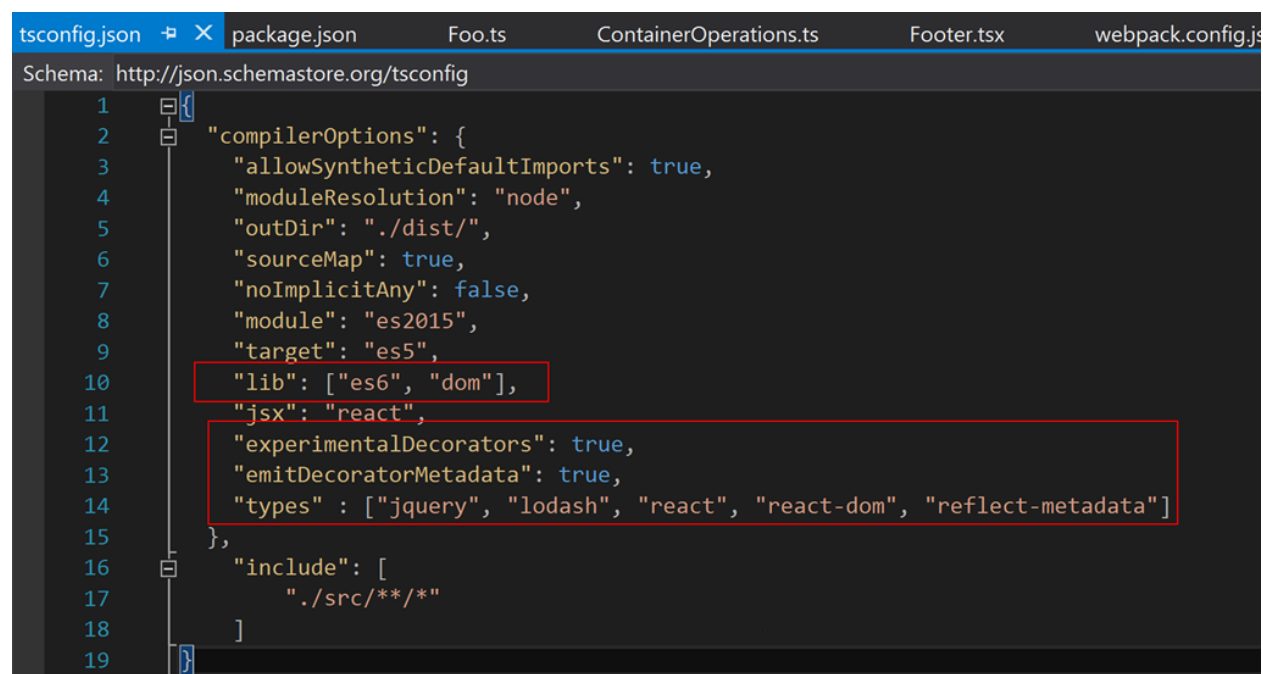 tsconfig.json package.json Foo.ts ContainerOperations.ts Footer.tsx webpack.config.js
Schema: http://json.schemastore.org/tsconfig
1 {
2 "compilerOptions": {
3 "allowSyntheticDefaultImports": true,
4 "moduleResolution": "node",
5 "outDir": "./dist/",
6 "sourceMap": true,
7 "noImplicitAny": false,
8 "module": "es2015",
9 "target": "es5",
10 "lib": ["es6", "dom"],
11 "jsx": "react",
12 "experimentalDecorators": true,
13 "emitDecoratorMetadata": true,
14 "types" : ["jquery", "lodash", "react", "react-dom", "reflect-metadata"]
15 },
16 "include": [
17 "./src/**/*"
18 ]
19 }